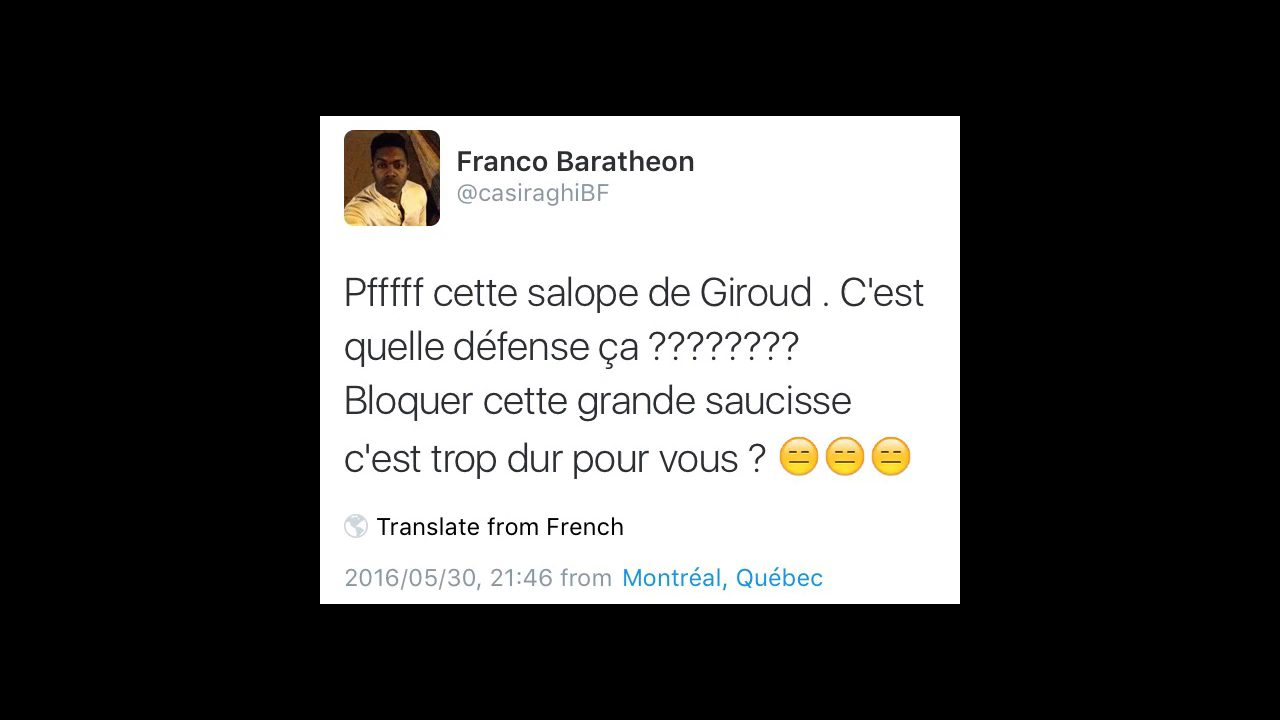 Franco Baratheon
@casiraghiBF
Pfffff cette salope de Giroud . C'est
quelle défense ça ????????
Bloquer cette grande saucisse
c'est trop dur pour vous ? 😑😑😑
Translate from French
2016/05/30, 21:46 from Montréal, Québec